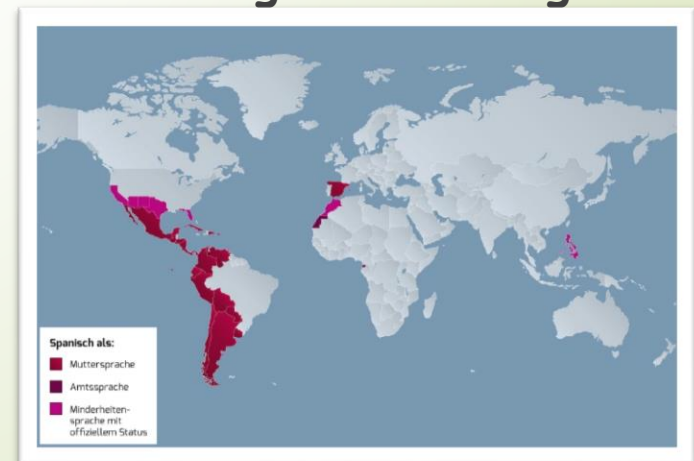 Spanisch als:
Muttersprache
Amtssprache
Minderheiten-
sprache mit
offiziellem Status